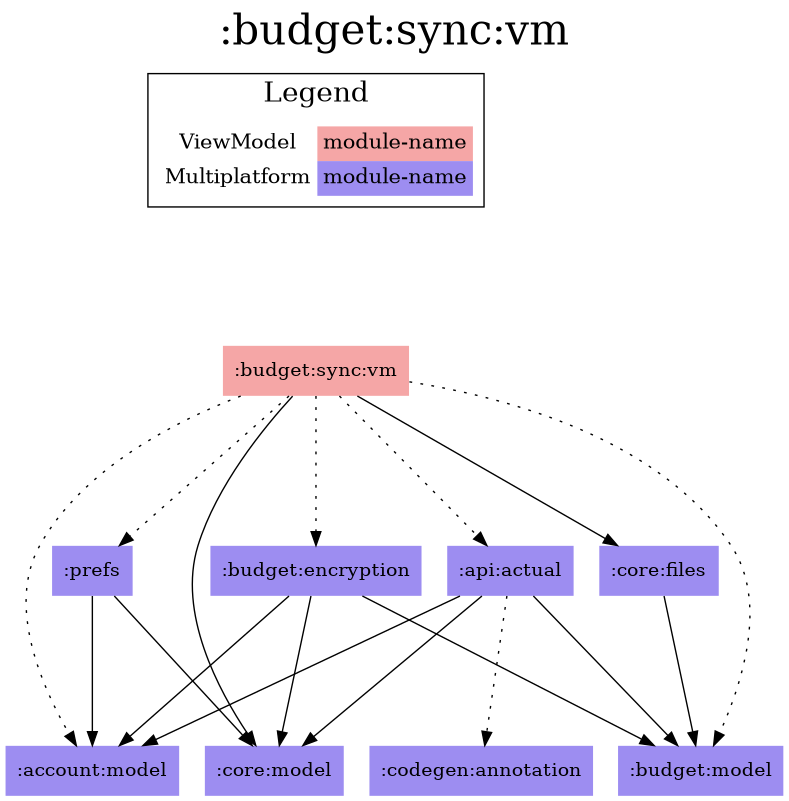 :budget:sync:vm
Legend
ViewModel module-name
Multiplatform module-name
:budget:sync:vm
:prefs :budget:encryption :api:actual :core:files
:account:model :core:model :codegen:annotation :budget:model